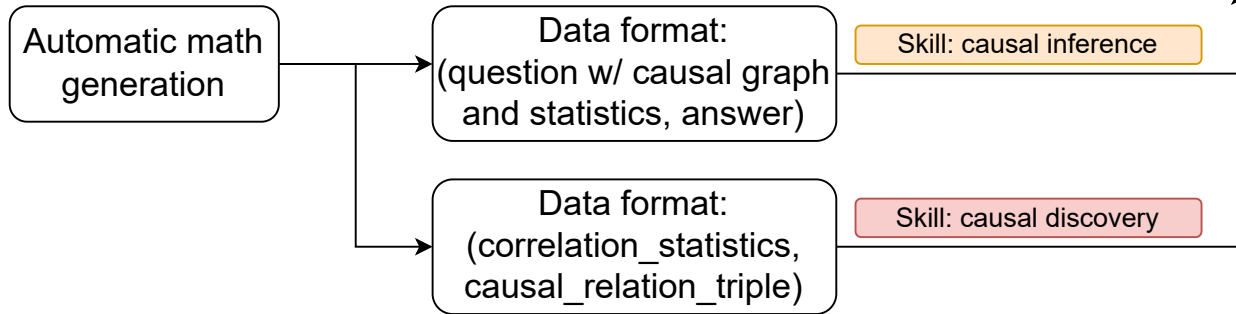 Automatic math
generation
Data format:
(question w/ causal graph
and statistics, answer)
Skill: causal inference
Data format:
(correlation_statistics,
causal_relation_triple)
Skill: causal discovery